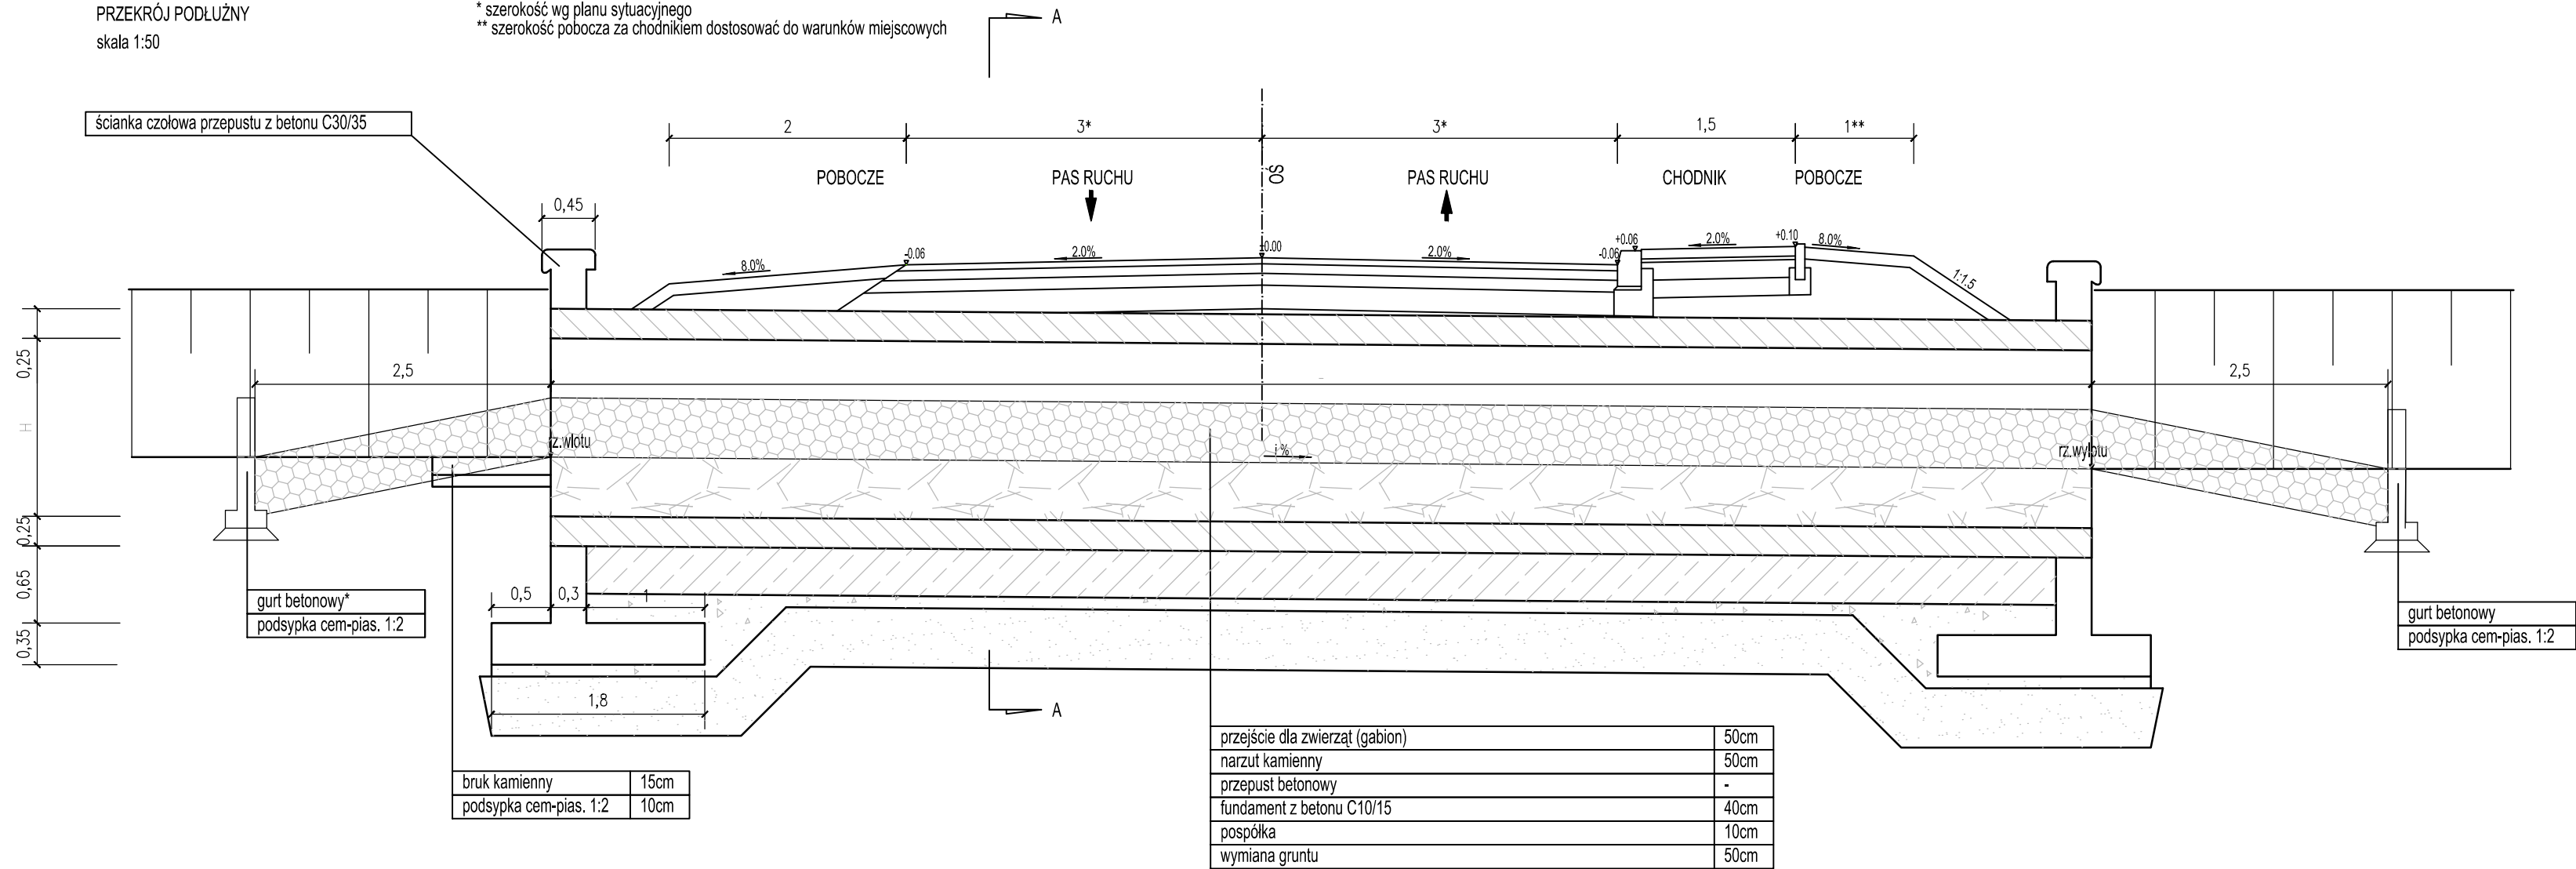 PRZEKRÓJ PODŁUŻNY
skala 1:50
* szerokość wg planu sytuacyjnego
** szerokość pobocza za chodnikiem dostosować do warunków miejscowych
A
ścianka czołowa przepustu z betonu C30/35
2
3*
3*
1,5
1**
OŚ
POBOCZE
PAS RUCHU
PAS RUCHU
CHODNIK
POBOCZE
0,45
8.0%
-0.06
2.0%
±0.00
2.0%
-0.06
+0.06
2.0%
+0.10
8.0%
1:1.5
0,25
H
0,25
0,65
0,35
2,5
2,5
rz.wlotu
i %
rz.wylotu
0,5
0,3
1
1,8
gurt betonowy*
podsypka cem-pias. 1:2
gurt betonowy
podsypka cem-pias. 1:2
A
bruk kamienny 15cm
podsypka cem-pias. 1:2 10cm
przejście dla zwierząt (gabion) 50cm
narzut kamienny 50cm
przepust betonowy -
fundament z betonu C10/15 40cm
pospółka 10cm
wymiana gruntu 50cm